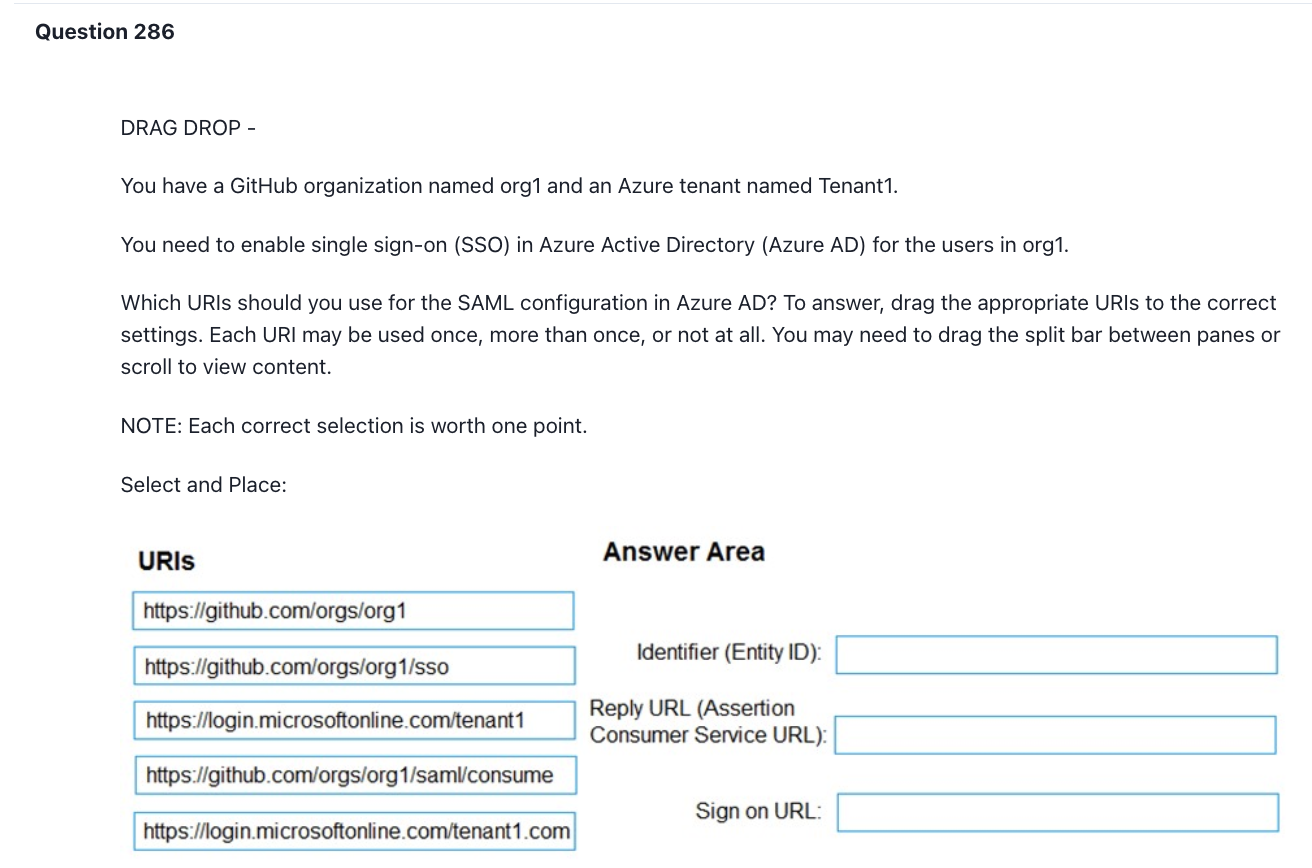 Question 286
DRAG DROP -
You have a GitHub organization named org1 and an Azure tenant named Tenant1.
You need to enable single sign-on (SSO) in Azure Active Directory (Azure AD) for the users in org1.
Which URIs should you use for the SAML configuration in Azure AD? To answer, drag the appropriate URIs to the correct
settings. Each URI may be used once, more than once, or not at all. You may need to drag the split bar between panes or
scroll to view content.
NOTE: Each correct selection is worth one point.
Select and Place:
URIs
https://github.com/orgs/org1
https://github.com/orgs/org1/sso
https://login.microsoftonline.com/tenant1
https://github.com/orgs/org1/saml/consume
https://login.microsoftonline.com/tenant1.com
Answer Area
Identifier (Entity ID):
Reply URL (Assertion
Consumer Service URL):
Sign on URL: